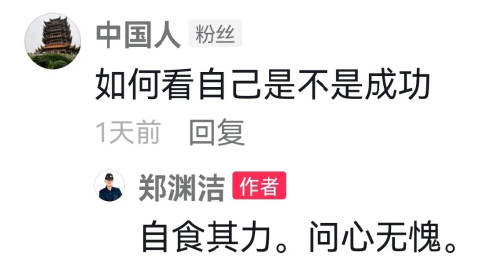 中国人 粉丝
如何看自己是不是成功
1天前 回复
郑渊洁 作者
自食其力。问心无愧。